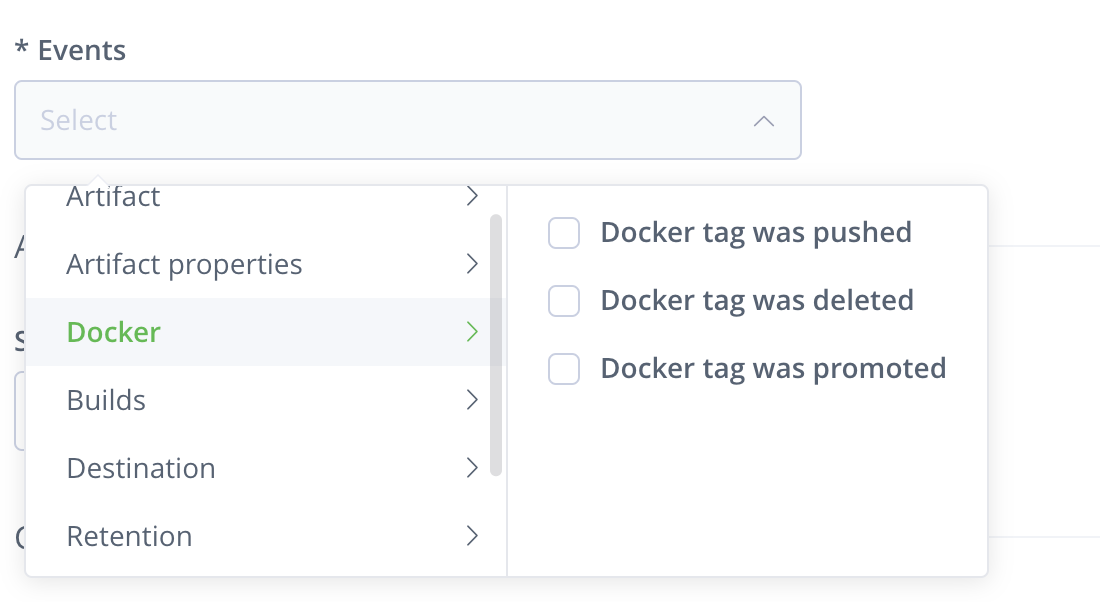 * Events
Select
Artifact
Artifact properties
Docker
Builds
Destination
Retention
Docker tag was pushed
Docker tag was deleted
Docker tag was promoted